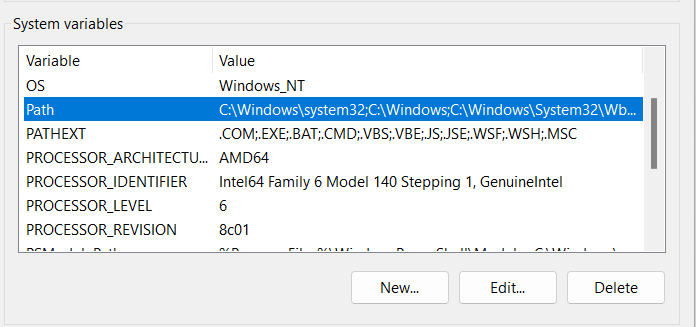 System variables
Variable Value
OS Windows_NT
Path C:\Windows\system32;C:\Windows;C:\Windows\System32\Wb...
PATHEXT .COM;.EXE;.BAT;.CMD;.VBS;.VBE;.JS;.JSE;.WSF;.WSH;.MSC
PROCESSOR_ARCHITECTU... AMD64
PROCESSOR_IDENTIFIER Intel64 Family 6 Model 140 Stepping 1, GenuineIntel
PROCESSOR_LEVEL 6
PROCESSOR_REVISION 8c01
New... Edit... Delete